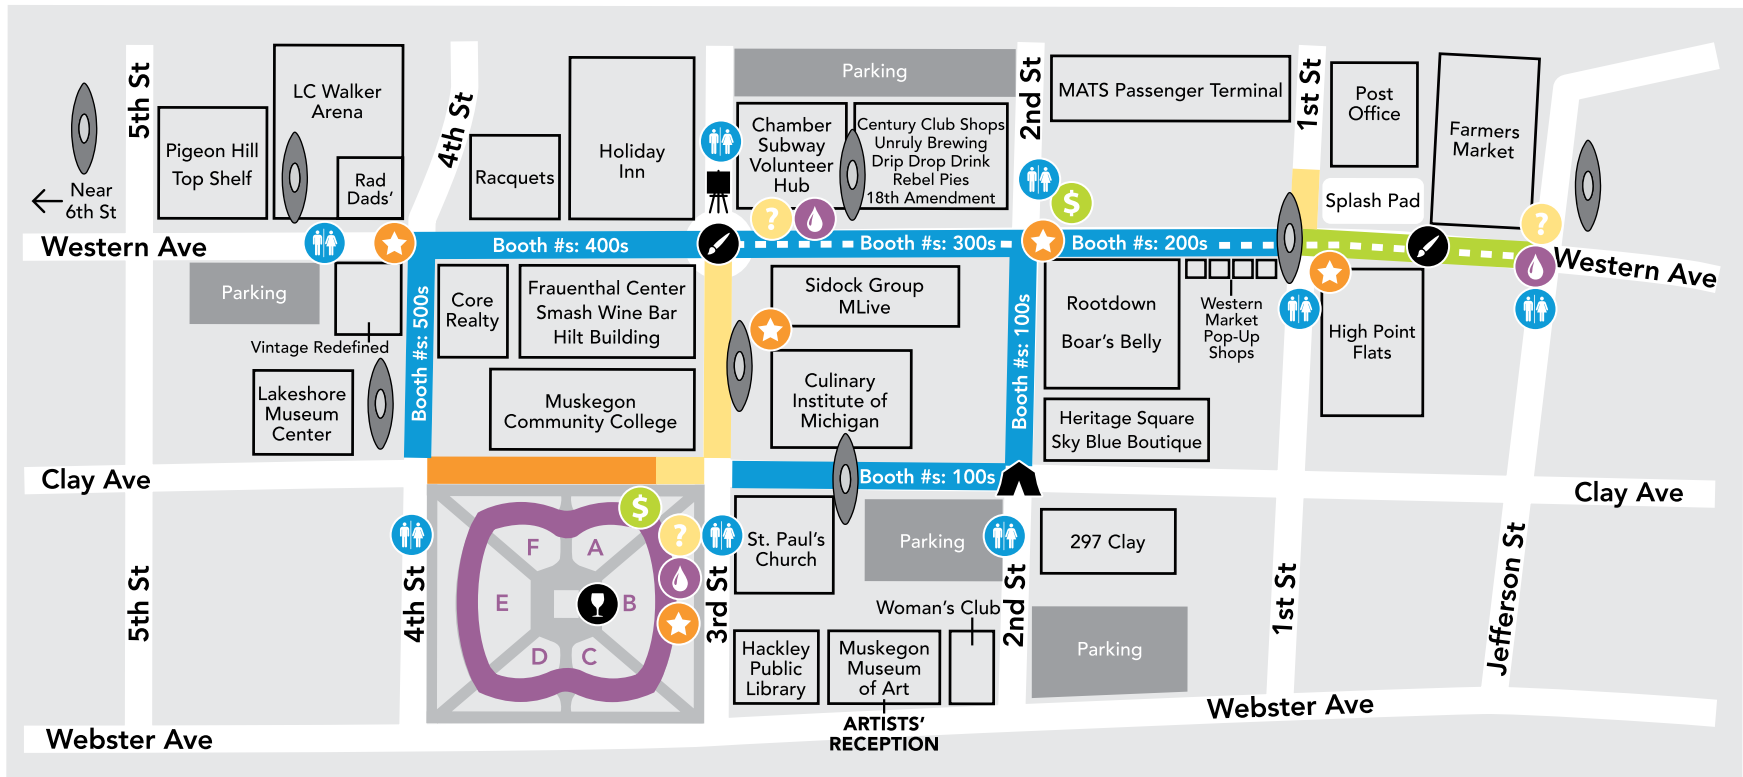 5th St
LC Walker
Arena
Pigeon Hill
Top Shelf
Rad
Dads'
Near
6th St
4th St
Racquets
Holiday
Inn
Parking
Chamber
Subway
Volunteer
Hub
Century Club Shops
Unruly Brewing
Drip Drop Drink
Rebel Pies
18th Amendment
2nd St
MATS Passenger Terminal
1st St
Post
Office
Farmers
Market
Splash Pad
$
?
?
Western Ave
Booth #s: 400s
Booth #s: 300s
Booth #s: 200s
Western Ave
Parking
Vintage Redefined
Booth #s: 500s
Core
Realty
Frauenthal Center
Smash Wine Bar
Hilt Building
Sidock Group
MLive
Booth #s: 100s
Rootdown
Boar's Belly
Western
Market
Pop-Up
Shops
High Point
Flats
Lakeshore
Museum
Center
Muskegon
Community College
Culinary
Institute of
Michigan
Heritage Square
Sky Blue Boutique
Clay Ave
Booth #s: 100s
Clay Ave
$
?
F
A
E
B
D
C
St. Paul's
Church
Parking
297 Clay
5th St
4th St
3rd St
2nd St
1st St
Jefferson St
Woman's Club
Hackley
Public
Library
Muskegon
Museum
of Art
Parking
ARTISTS'
RECEPTION
Webster Ave
Webster Ave